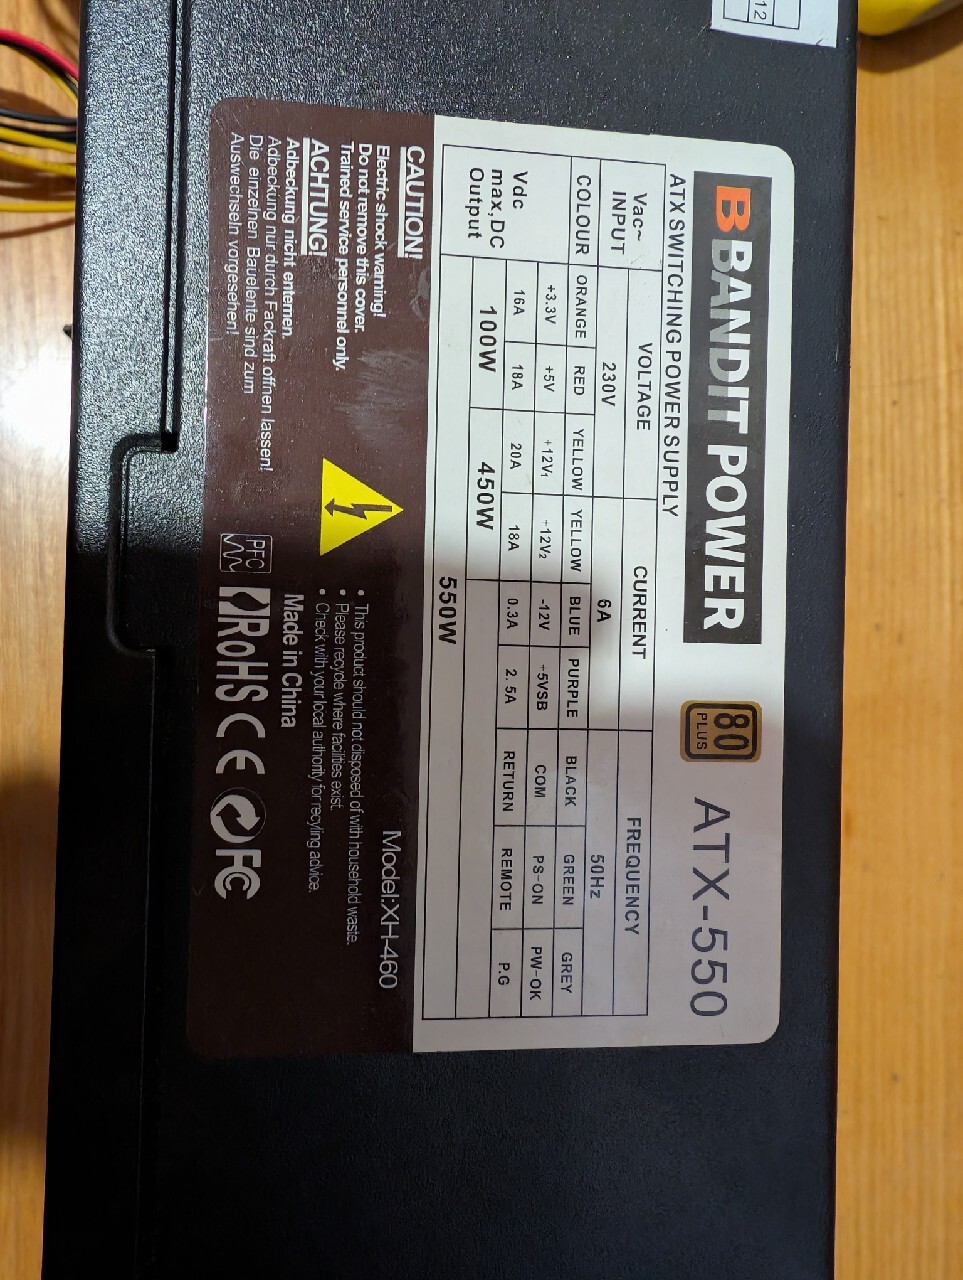 12
BANDIT POWER
80
PLUS
ATX-550
ATX SWITCHING POWER SUPPLY
Vac~
INPUT
VOLTAGE
CURRENT
FREQUENCY
230V
6A
50Hz
COLOUR
ORANGE
RED
YELLOW
YELLOW
BLUE
PURPLE
BLACK
GREEN
GREY
Vdc
max,DC
Output
+3.3V
+5V
+12V₁
+12V₂
-12V
+5VSB
COM
PS-ON
PW-OK
16A
18A
20A
18A
0.3A
2.5A
RETURN
REMOTE
P.G
100W
450W
550W
CAUTION!
Electric shock warning!
Do not remove this cover.
Trained service personnel only.
ACHTUNG!
Adbeckung nicht enternen.
Adbeckung nur durch Fackraft offnen lassen!
Die einzelnen Bauelente sind zum
Auswechseln vorgesehen!
Model:XH-460
• This product should not disposed of with household waste.
• Please recycle where facilities exist.
• Check with your local authority for recyling advice.
Made in China
PFC
RoHS CE FC